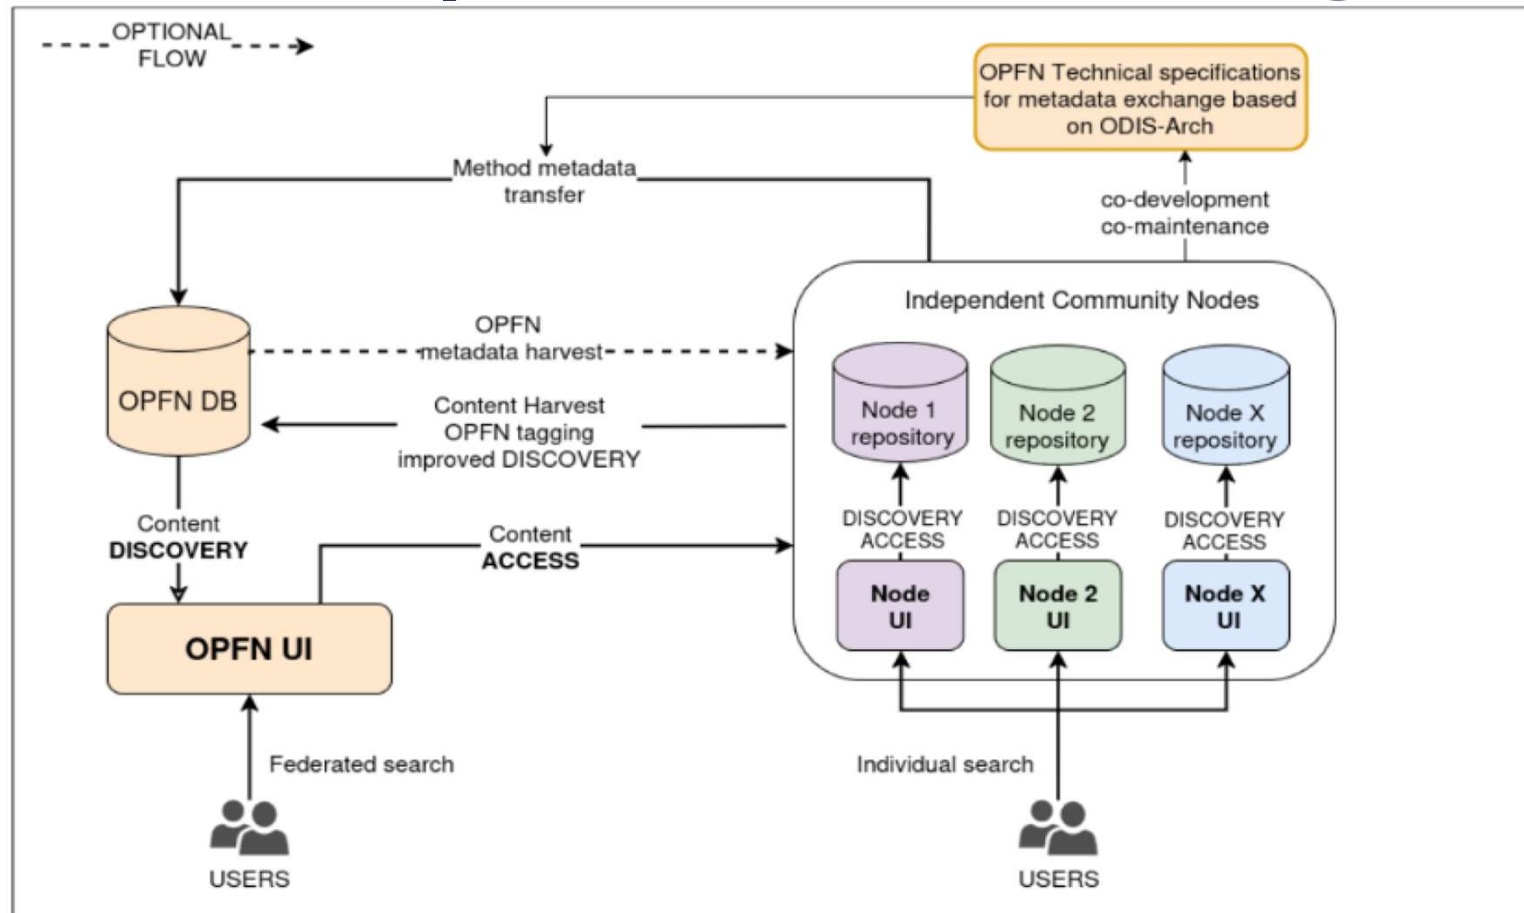 OPTIONAL
FLOW
OPFN Technical specifications
for metadata exchange based
on ODIS-Arch
Method metadata
transfer
co-development
co-maintenance
Independent Community Nodes
OPFN
metadata harvest
OPFN DB
Content Harvest
OPFN tagging
improved DISCOVERY
Node 1
repository
Node 2
repository
Node X
repository
Content
DISCOVERY
Content
ACCESS
DISCOVERY
ACCESS
DISCOVERY
ACCESS
DISCOVERY
ACCESS
Node
UI
Node 2
UI
Node X
UI
OPFN UI
Federated search
Individual search
USERS
USERS